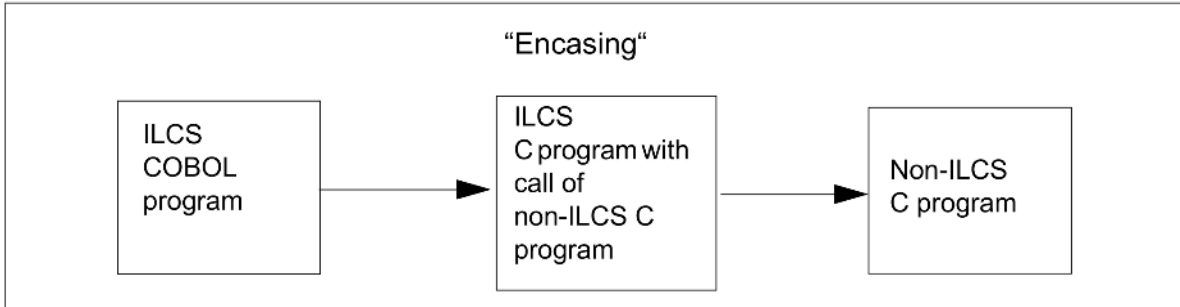 “Encasing“
ILCS
COBOL
program
ILCS
C program with
call of
non-ILCS C
program
Non-ILCS
C program